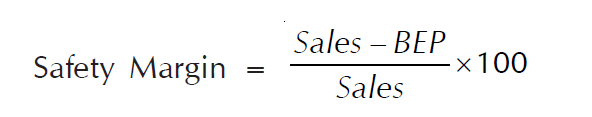 Safety Margin = Sales – BEP / Sales ×100